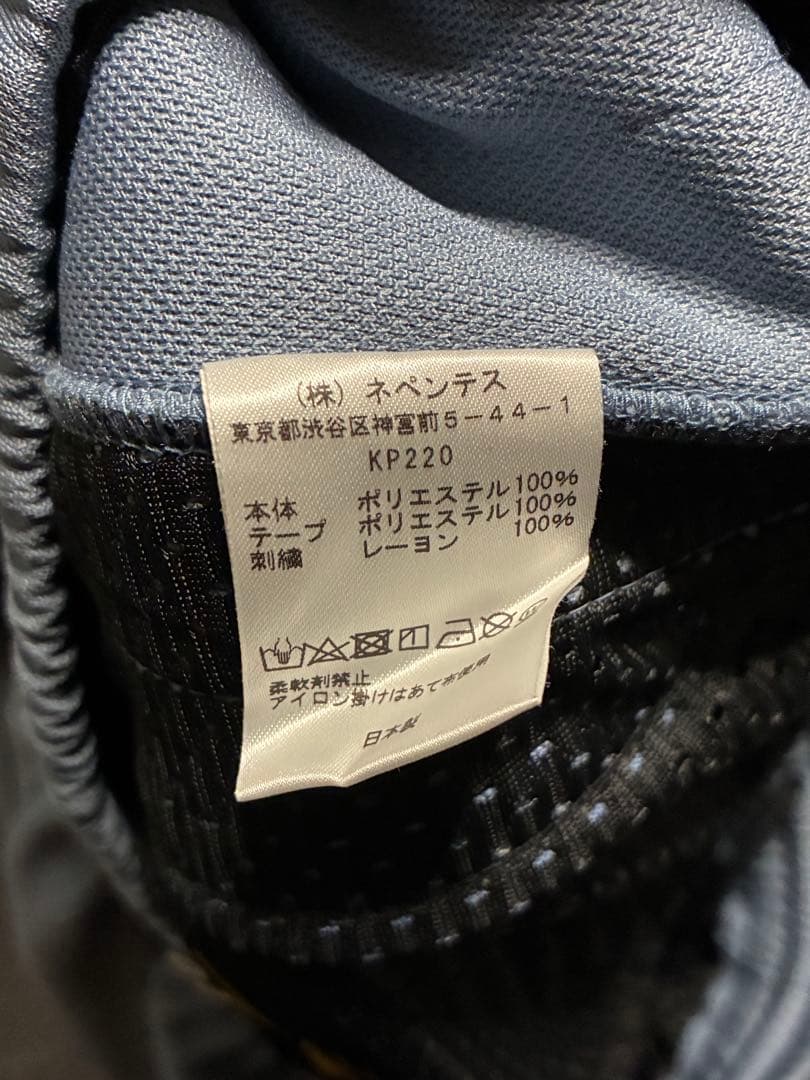 （株）ネペンテス
東京都渋谷区神宮前5-44-1
KP220
本体 ポリエステル100%
テープ ポリエステル100%
刺繍 レーヨン 100%
柔軟剤禁止
アイロン掛けはあて布使用
日本製